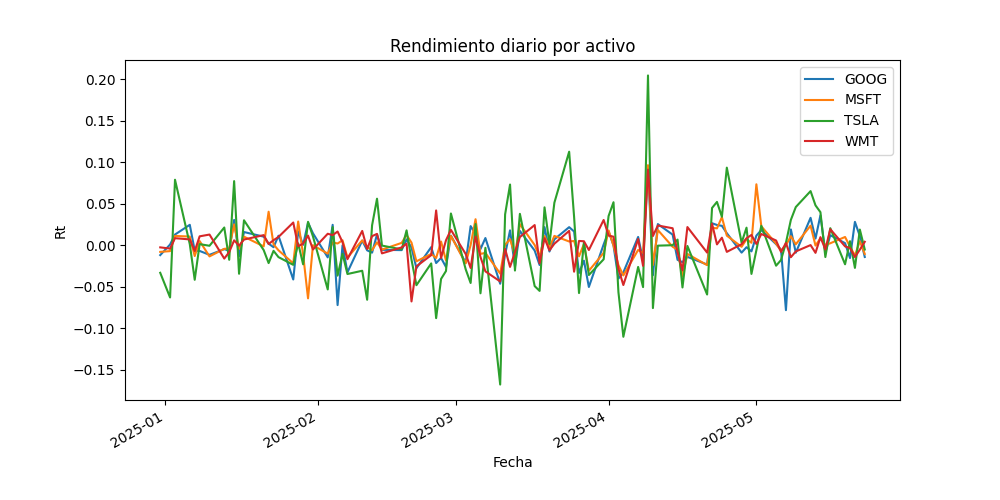 Rendimiento diario por activo
GOOG
MSFT
TSLA
WMT
Rt
0.20
0.15
0.10
0.05
0.00
−0.05
−0.10
−0.15
2025-01
2025-02
2025-03
2025-04
2025-05
Fecha